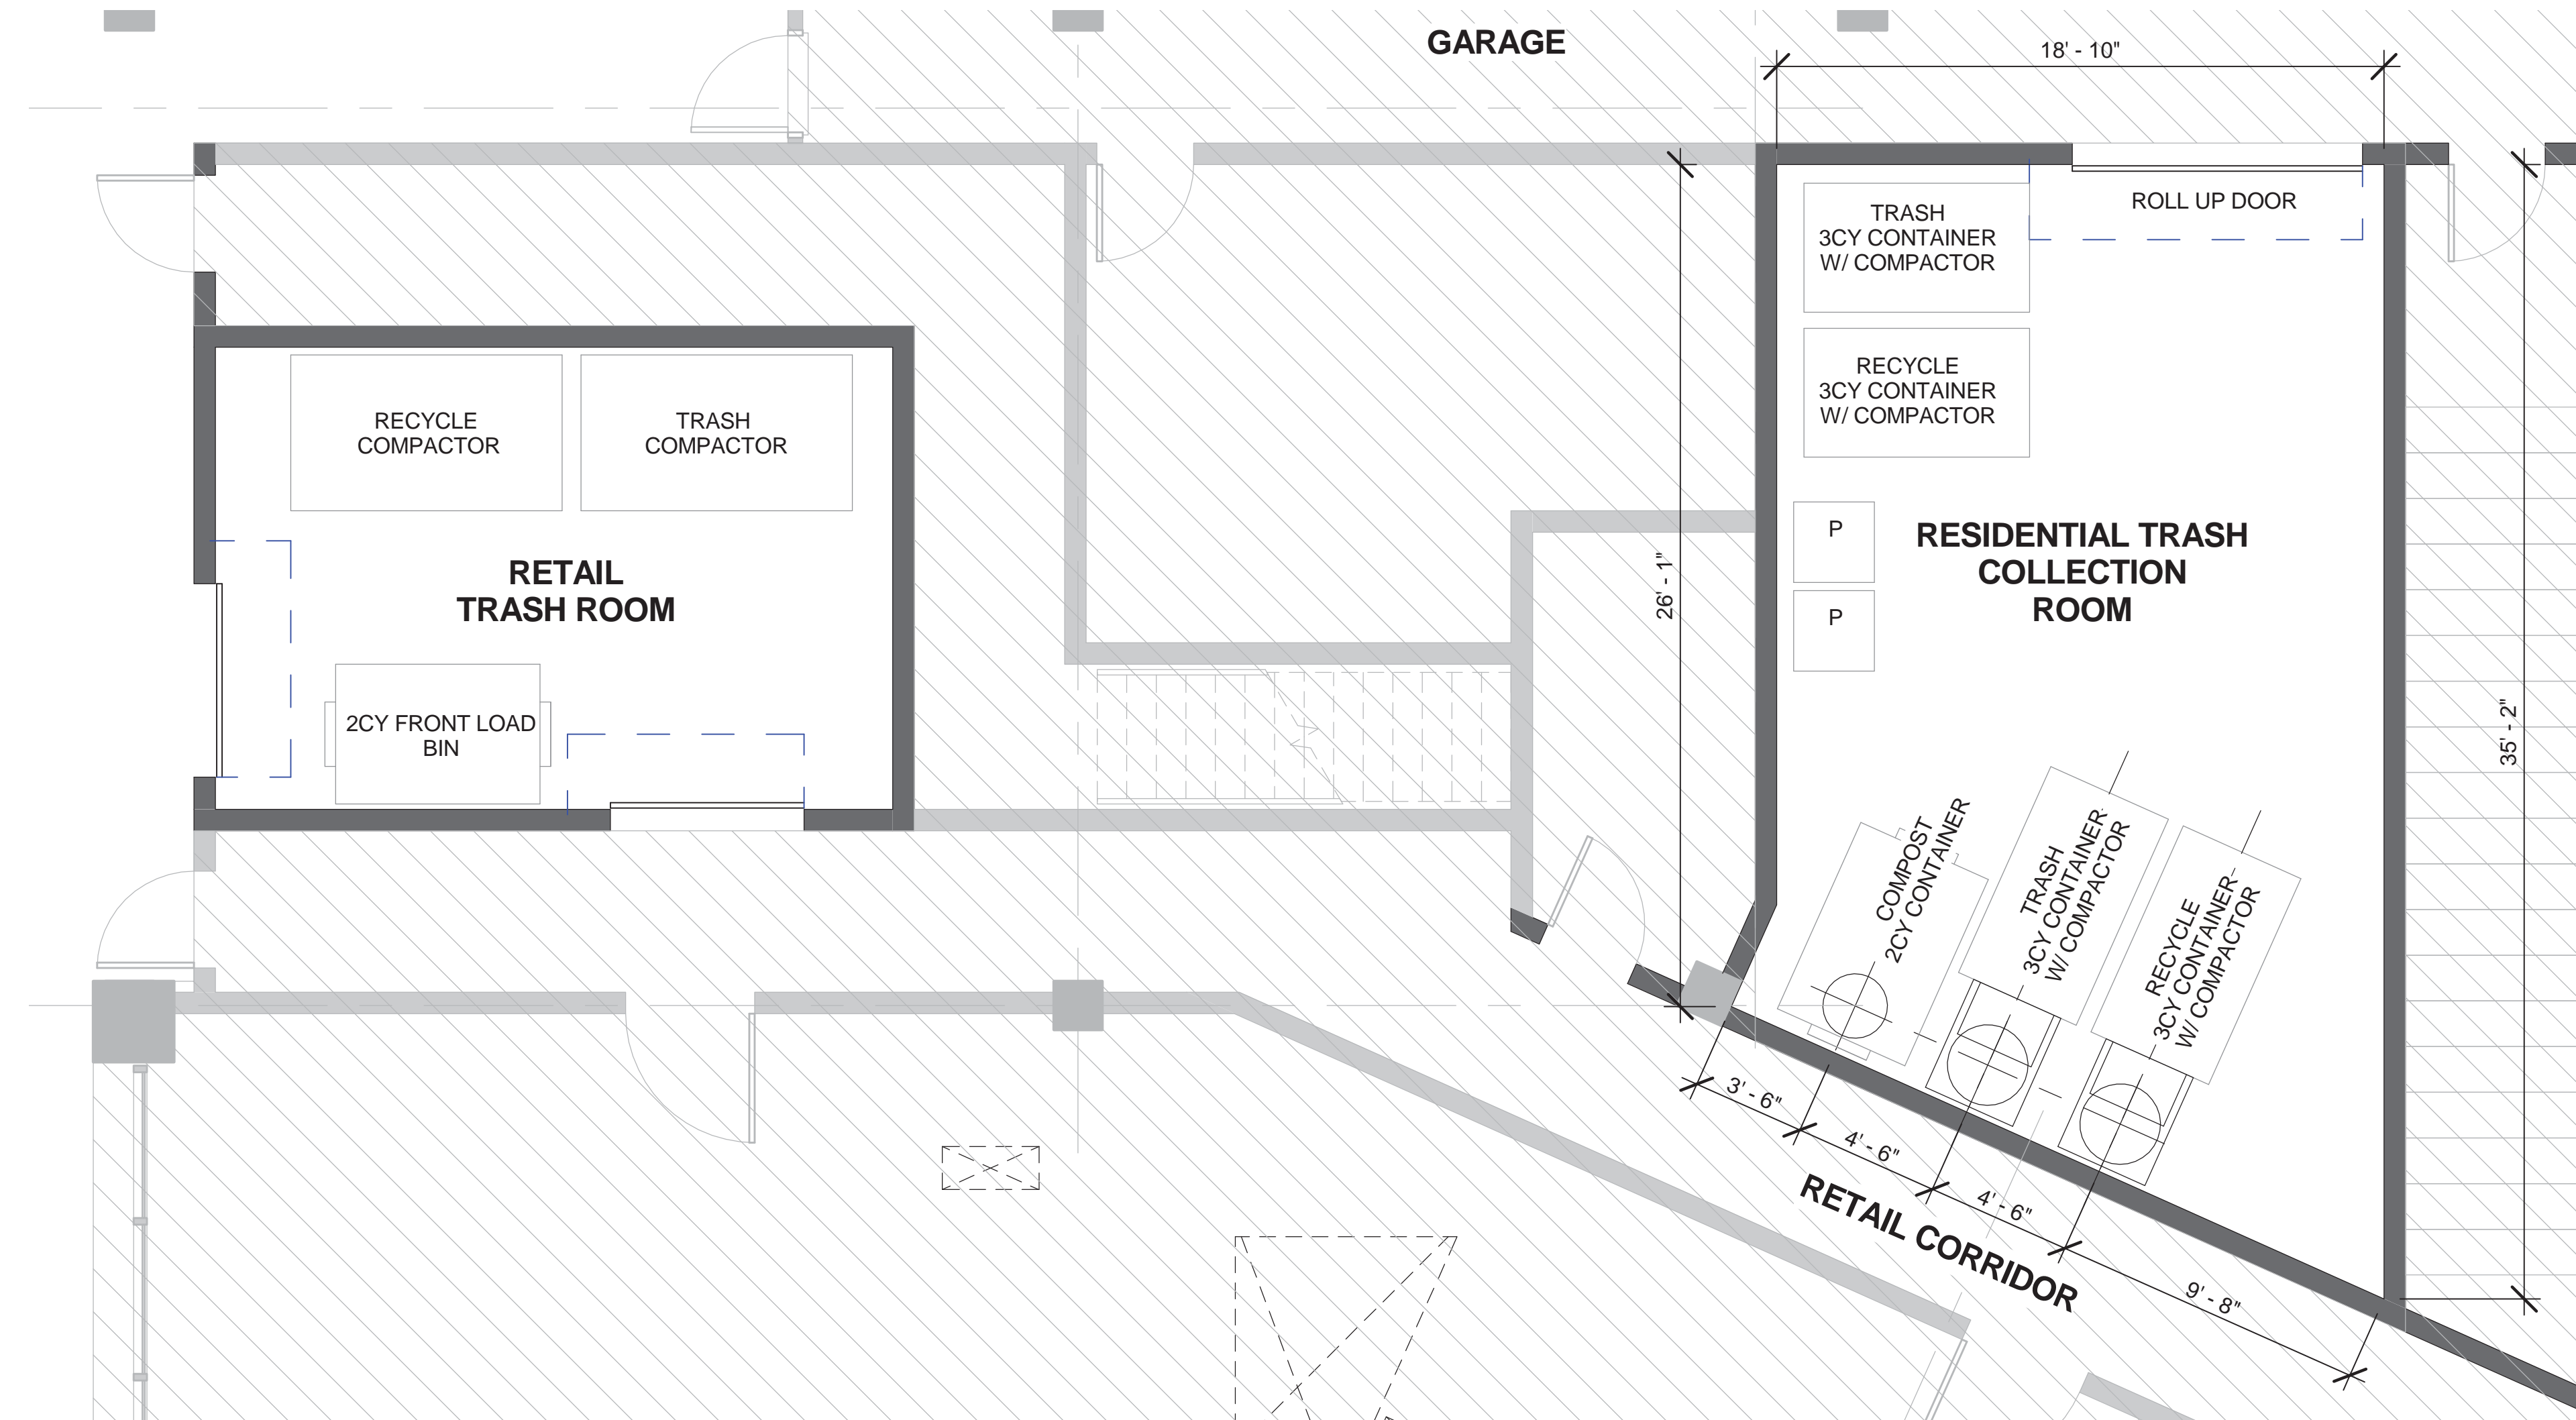 GARAGE
18' - 10"
ROLL UP DOOR
TRASH
3CY CONTAINER
W/ COMPACTOR
RECYCLE
3CY CONTAINER
W/ COMPACTOR
RECYCLE
COMPACTOR
TRASH
COMPACTOR
RETAIL
TRASH ROOM
2CY FRONT LOAD
BIN
26' - 1"
P
P
RESIDENTIAL TRASH
COLLECTION
ROOM
35' - 2"
COMPOST
2CY CONTAINER
TRASH
3CY CONTAINER
W/ COMPACTOR
RECYCLE
3CY CONTAINER
W/ COMPACTOR
3' - 6"
4' - 6"
4' - 6"
9' - 8"
RETAIL CORRIDOR